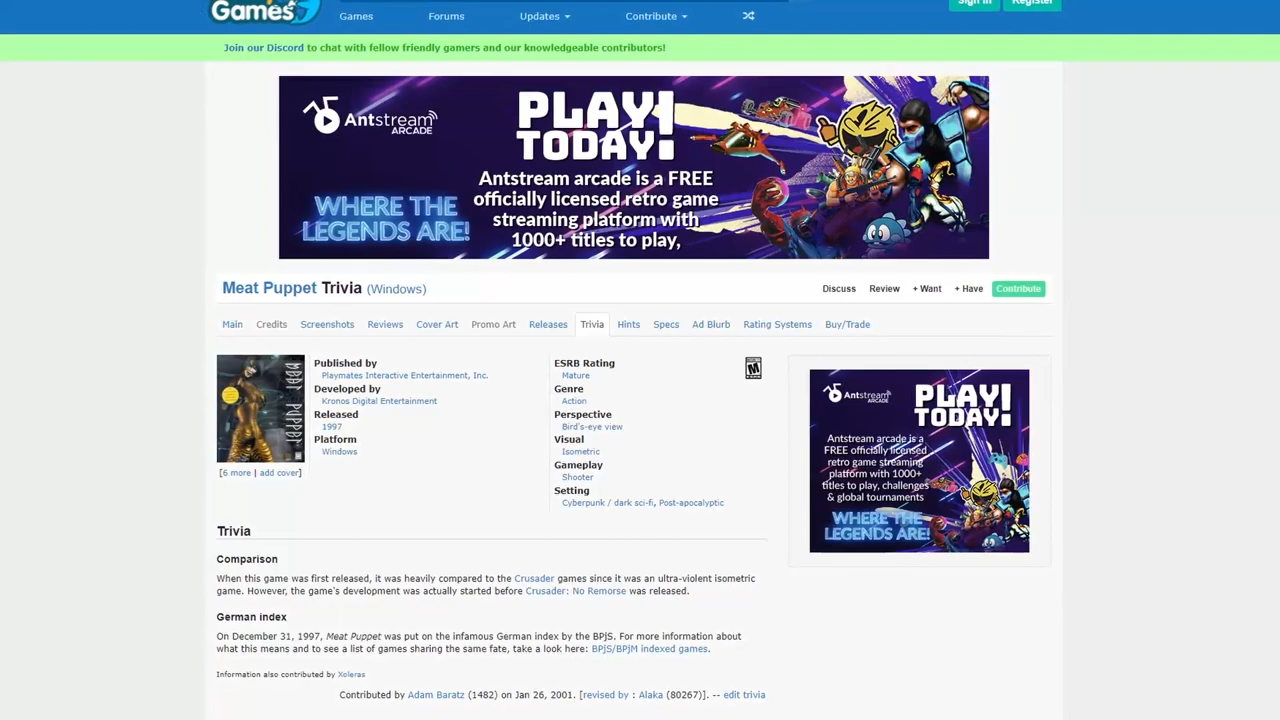 Games
Games
Forums
Updates
Contribute
Sign In
Register
Join our Discord to chat with fellow friendly gamers and our knowledgeable contributors!
Antstream
ARCADE
PLAY!
TODAY!
Antstream arcade is a FREE
officially licensed retro game
streaming platform with
1000+ titles to play,
WHERE THE
LEGENDS ARE!
Meat Puppet Trivia (Windows)
Discuss
Review
+ Want
+ Have
Contribute
Main
Credits
Screenshots
Reviews
Cover Art
Promo Art
Releases
Trivia
Hints
Specs
Ad Blurb
Rating Systems
Buy/Trade
MEAT PUPPET
[6 more | add cover]
Published by
Playmates Interactive Entertainment, Inc.
Developed by
Kronos Digital Entertainment
Released
1997
Platform
Windows
ESRB Rating
Mature
Genre
Action
Perspective
Bird's-eye view
Visual
Isometric
Gameplay
Shooter
Setting
Cyberpunk / dark sci-fi, Post-apocalyptic
M
Antstream
ARCADE
PLAY!
TODAY!
Antstream arcade is a
FREE officially licensed
retro game streaming
platform with 1000+
titles to play, challenges
& global tournaments
WHERE THE
LEGENDS ARE!
Trivia
Comparison
When this game was first released, it was heavily compared to the Crusader games since it was an ultra-violent isometric
game. However, the game's development was actually started before Crusader: No Remorse was released.
German index
On December 31, 1997, Meat Puppet was put on the infamous German index by the BPjS. For more information about
what this means and to see a list of games sharing the same fate, take a look here: BPjS/BPjM indexed games.
Information also contributed by Xoleras
Contributed by Adam Baratz (1482) on Jan 26, 2001. [revised by : Alaka (80267)]. -- edit trivia